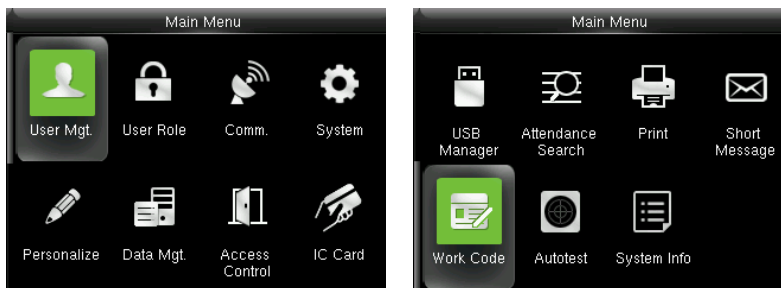 Main Menu
User Mgt.
User Role
Comm.
System
Personalize
Data Mgt.
Access
Control
IC Card
Main Menu
USB
Manager
Attendance
Search
Print
Short
Message
Work Code
Autotest
System Info